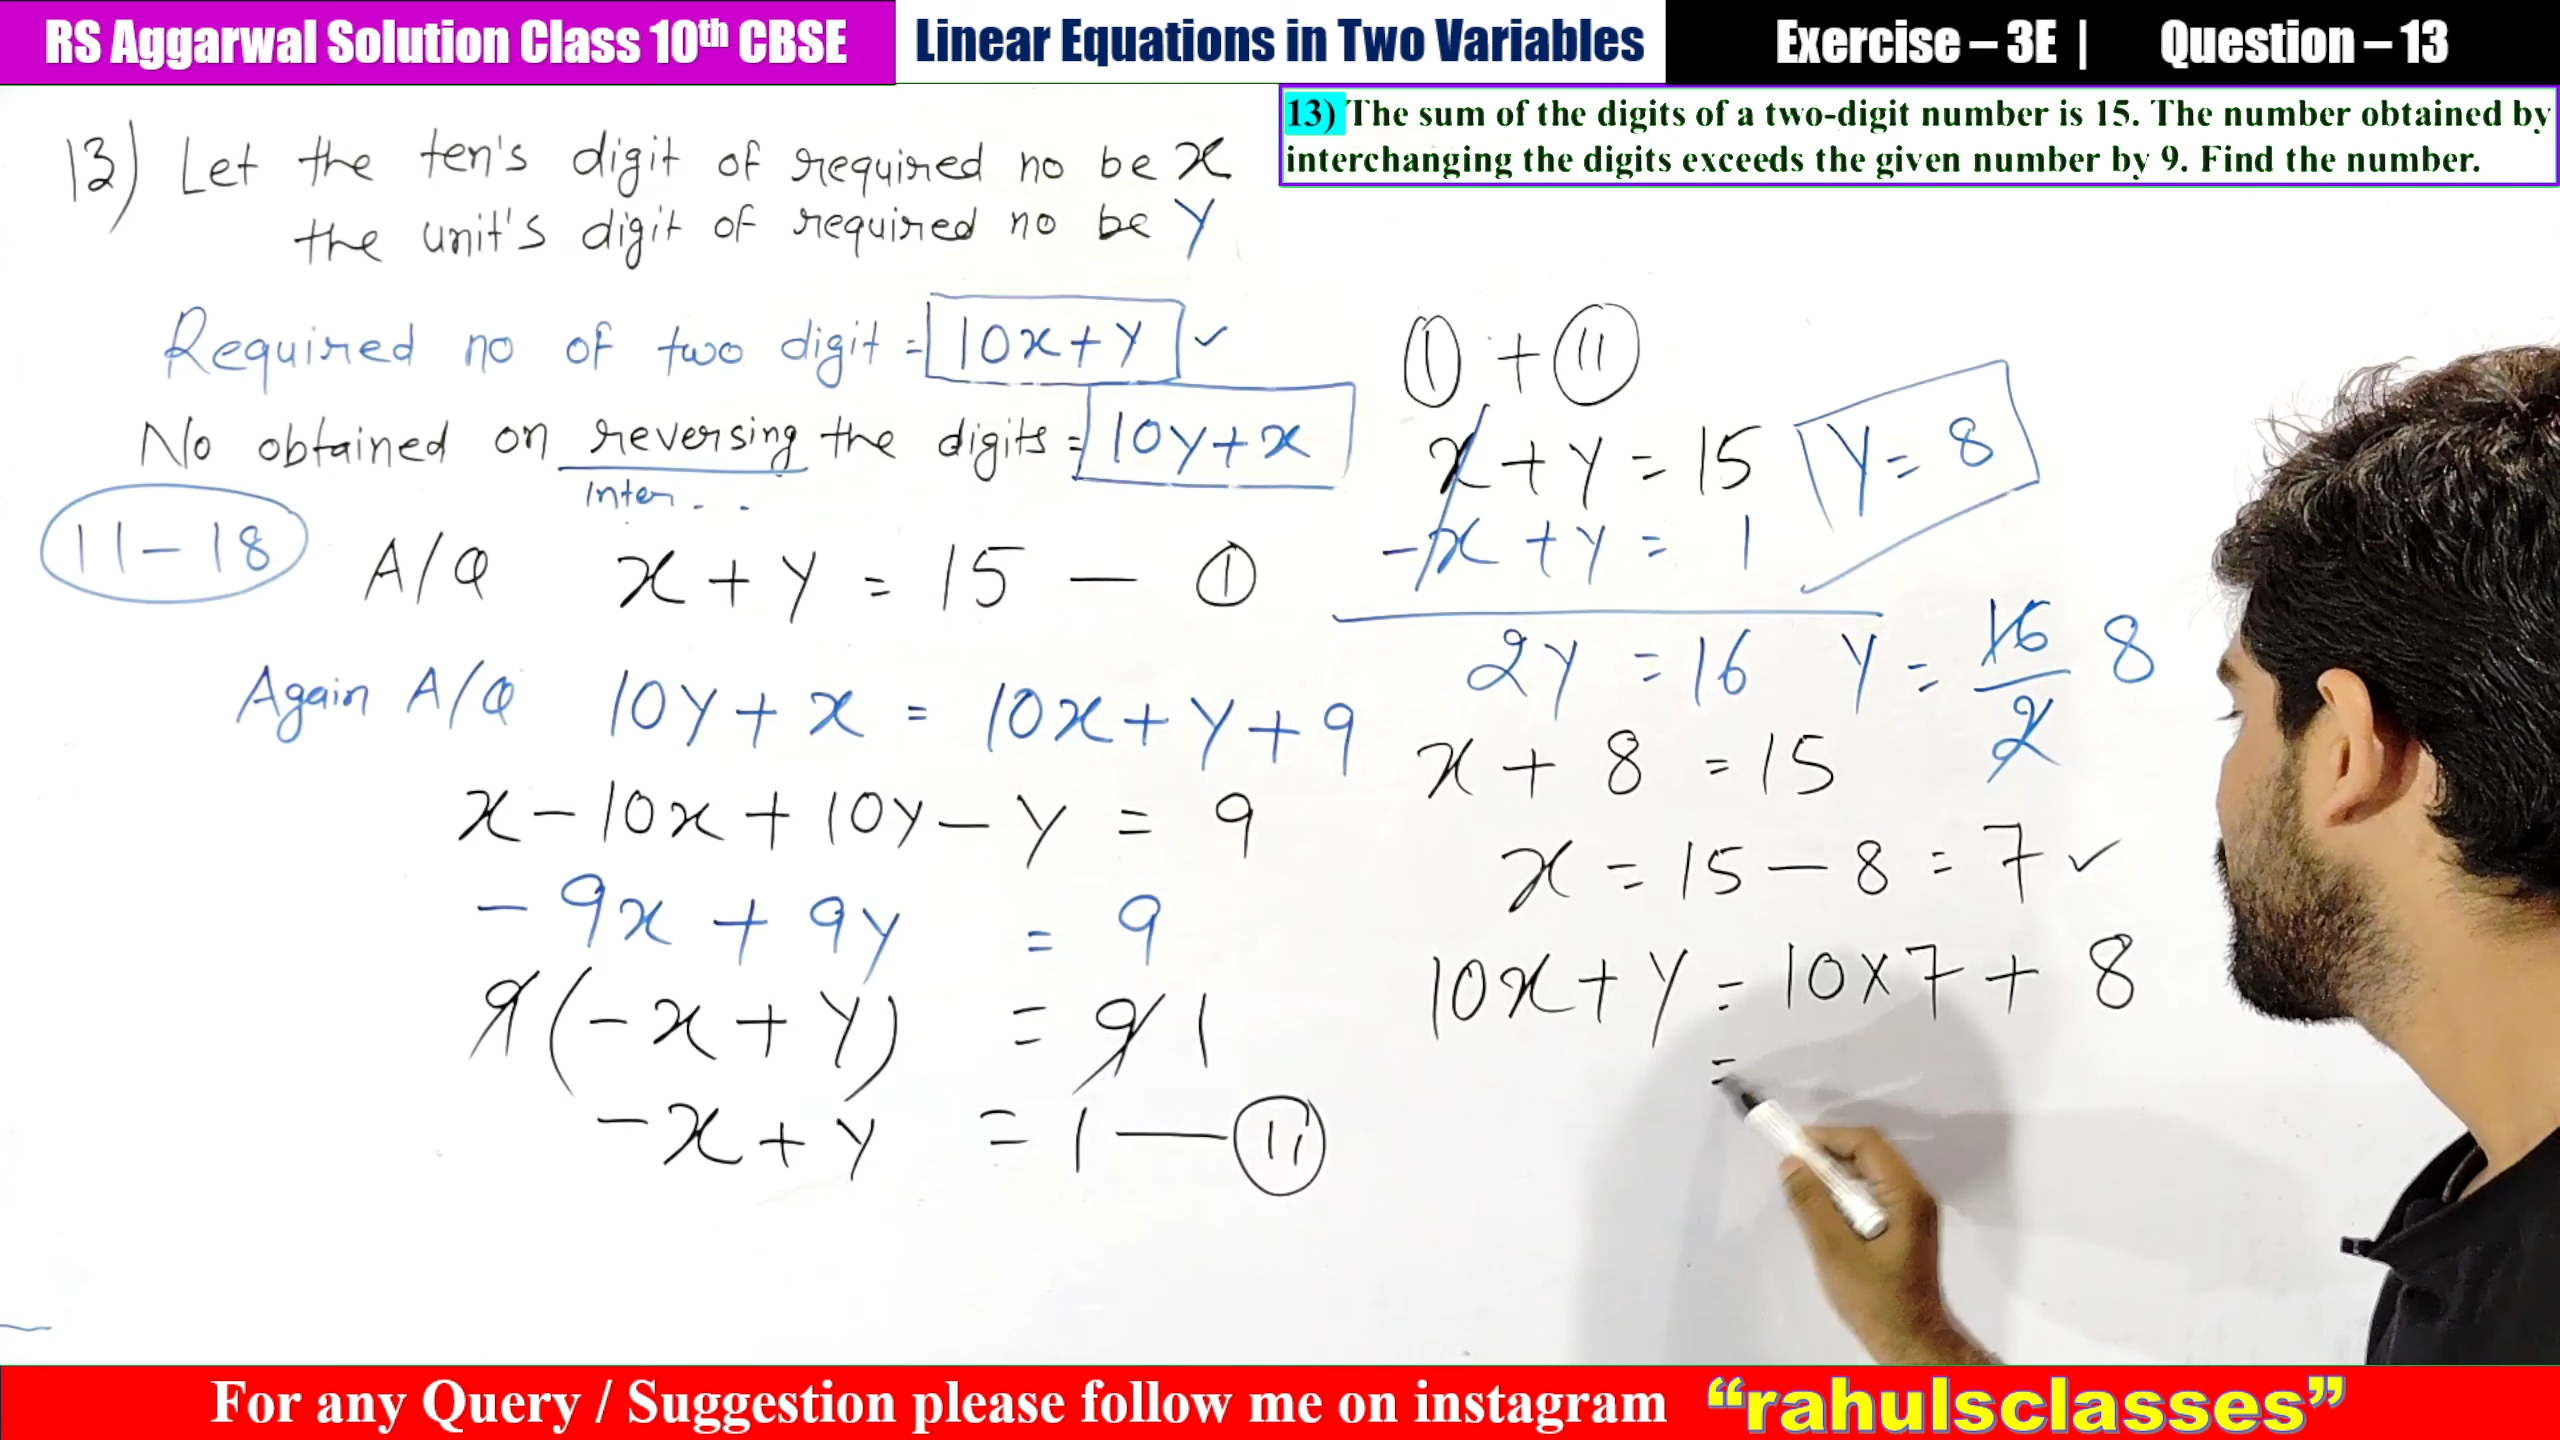 RS Aggarwal Solution Class 10th CBSE
Linear Equations in Two Variables
Exercise – 3E |
Question – 13
13) The sum of the digits of a two-digit number is 15. The number obtained by
interchanging the digits exceeds the given number by 9. Find the number.
13) Let the ten's digit of required no be x
the unit's digit of required no be y
Required no of two digit = 10x+y ✓
No obtained on reversing the digits = 10y+x
Inter . . .
11-18
A/Q x + y = 15 — ①
Again A/Q 10y + x = 10x + y + 9
x - 10x + 10y - y = 9
-9x + 9y = 9
9(-x + y) = 9 1
-x + y = 1 — ⑪
① + ⑪
x + y = 15
y = 8
-x + y = 1
2y = 16 y = 16/2 8
x + 8 = 15
x = 15 - 8 = 7 ✓
10x + y = 10x7 + 8
=
For any Query / Suggestion please follow me on instagram “rahulsclasses”